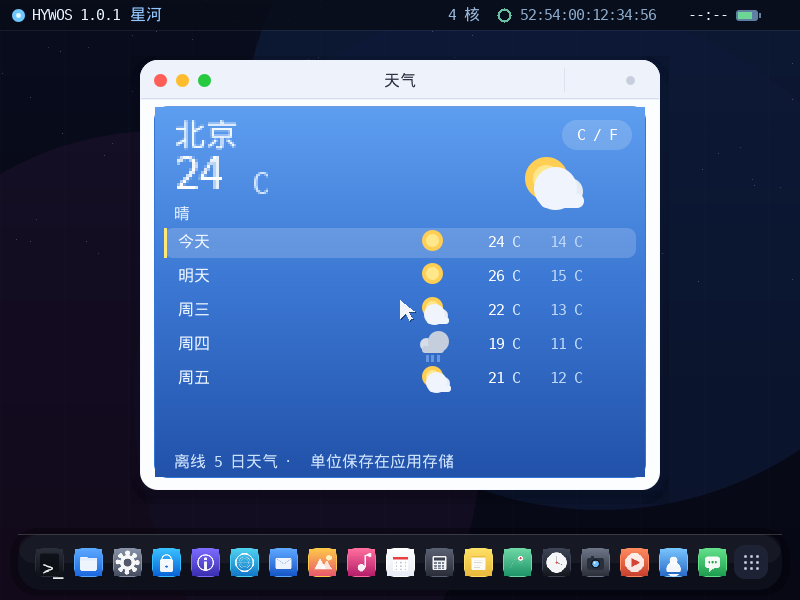 HYWOS 1.0.1 星河 4 核 52:54:00:12:34:56 --:--
天气
北京
C / F
24 C
晴
今天 24 C 14 C
明天 26 C 15 C
周三 22 C 13 C
周四 19 C 11 C
周五 21 C 12 C
离线 5 日天气 · 单位保存在应用存储
>_